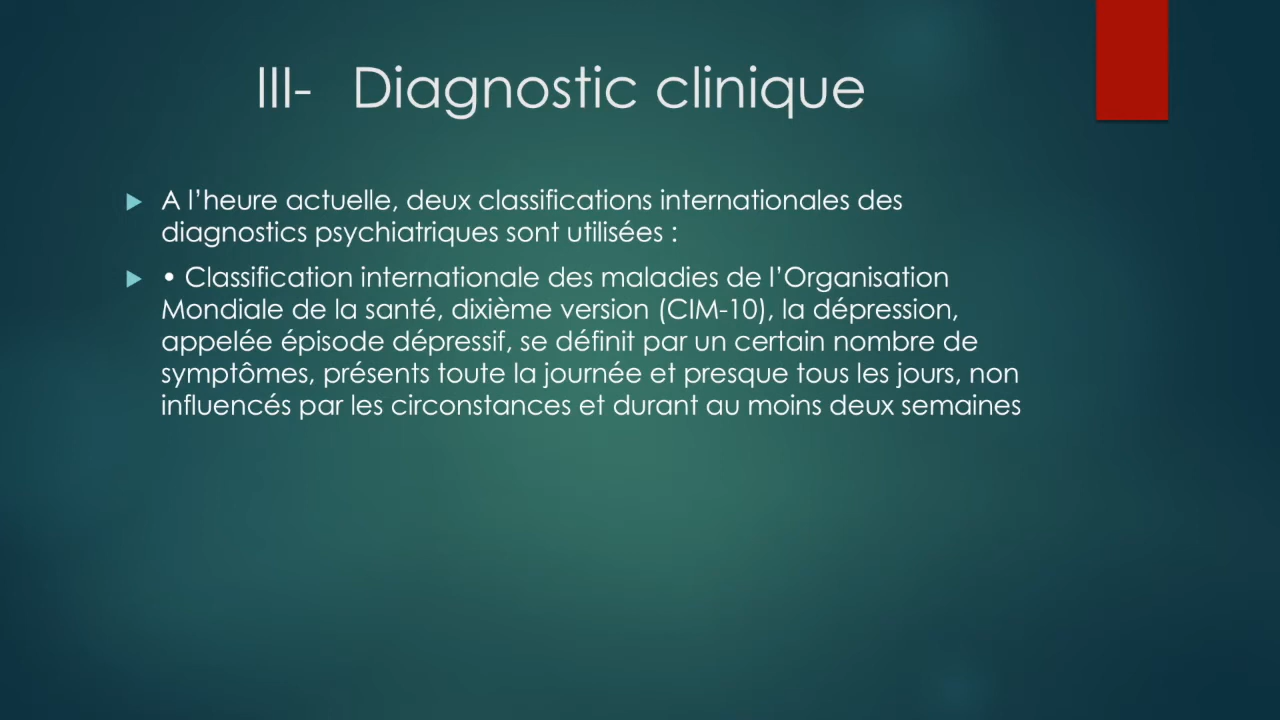 III- Diagnostic clinique
A l’heure actuelle, deux classifications internationales des
diagnostics psychiatriques sont utilisées :
• Classification internationale des maladies de l’Organisation
Mondiale de la santé, dixième version (CIM-10), la dépression,
appelée épisode dépressif, se définit par un certain nombre de
symptômes, présents toute la journée et presque tous les jours, non
influencés par les circonstances et durant au moins deux semaines